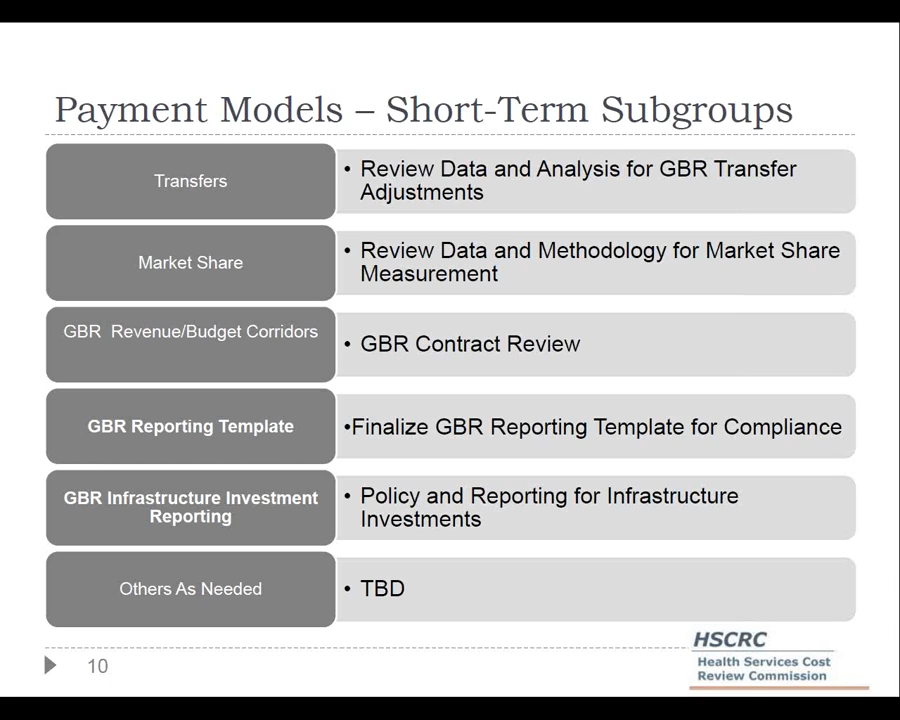 Payment Models – Short-Term Subgroups
Transfers
• Review Data and Analysis for GBR Transfer
Adjustments
Market Share
• Review Data and Methodology for Market Share
Measurement
GBR  Revenue/Budget Corridors
• GBR Contract Review
GBR Reporting Template
•Finalize GBR Reporting Template for Compliance
GBR Infrastructure Investment
Reporting
• Policy and Reporting for Infrastructure
Investments
Others As Needed
• TBD
10
HSCRC
Health Services Cost
Review Commission